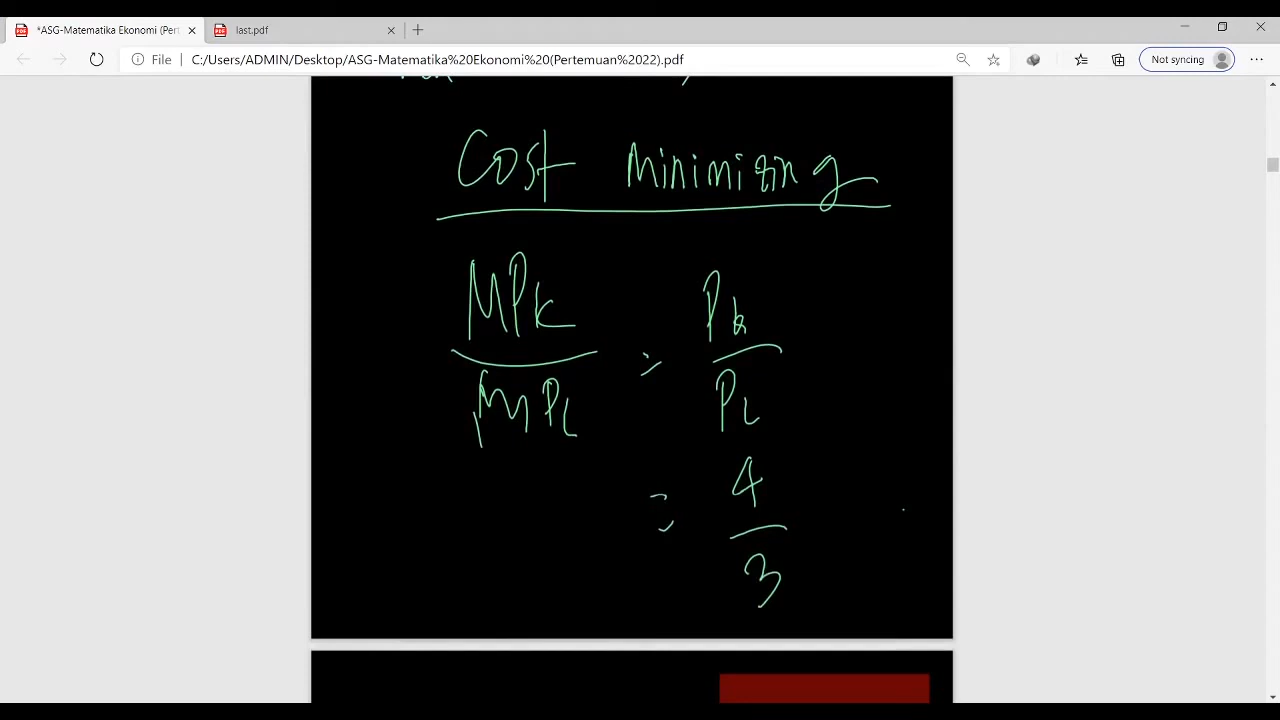 *ASG-Matematika Ekonomi (Pert
last.pdf
File
C:/Users/ADMIN/Desktop/ASG-Matematika%20Ekonomi%20(Pertemuan%2022).pdf
Not syncing
Cost Minimizing
MPk / MPL = Pk / PL
= 4 / 3